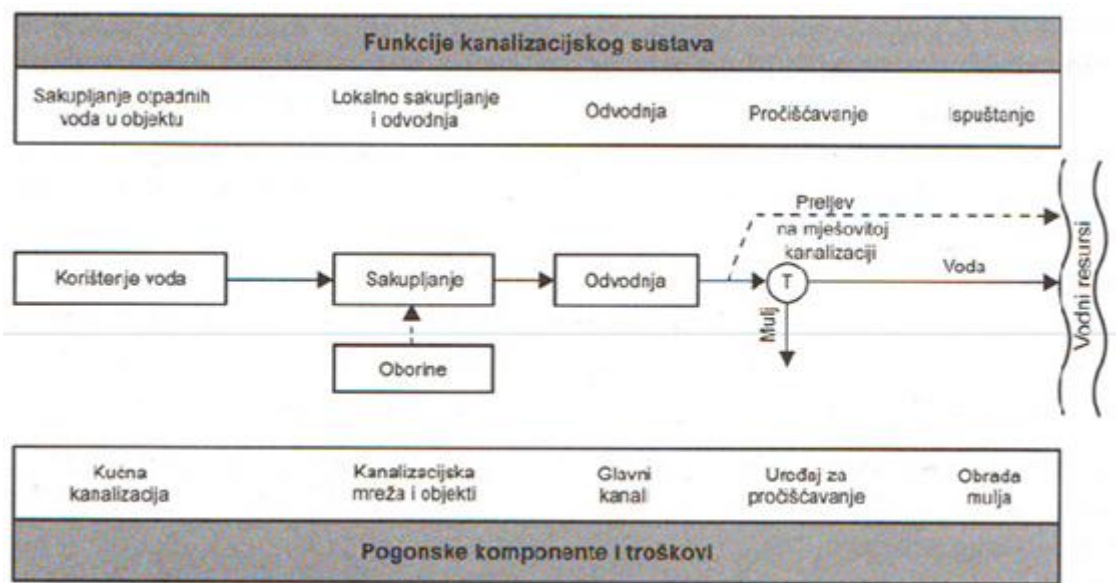 Funkcije kanalizacijskog sustava
Sakupljanje otpadnih
voda u objektu
Lokalno sakupljanje
i odvodnja
Odvodnja
Pročišćavanje
Ispuštanje
Preljev
na mješovitoj
kanalizaciji
Korištenje voda
Sakupljanje
Odvodnja
T
Voda
Mulj
Vodni resursi
Oborine
Kućna
kanalizacija
Kanalizacijska
mreža i objekti
Glavni
kanal
Uređaj za
pročišćavanje
Obrada
mulja
Pogonske komponente i troškovi